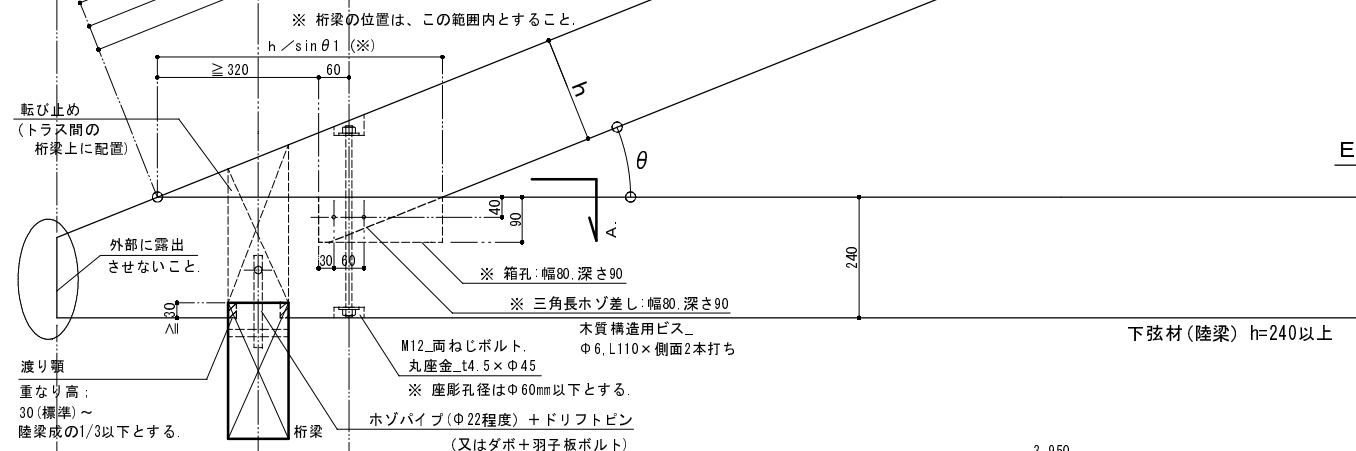 ※ 桁梁の位置は、この範囲内とすること.
h／sinθ1 (※)
≧320
60
転び止め
(トラス間の
桁梁上に配置)
h
θ
E
40
90
A.
外部に露出
させないこと.
30
60
240
※ 箱孔:幅80.深さ90
※ 三角長ホゾ差し:幅80.深さ90
≧30
木質構造用ビス_
Φ6,L110×側面2本打ち
下弦材(陸梁) h=240以上
M12_両ねじボルト.
丸座金_t4.5×Φ45
※ 座彫孔径はΦ60mm以下とする.
渡り顎
重なり高;
30(標準)～
陸梁成の1/3以下とする.
ホゾパイプ(Φ22程度)＋ドリフトピン
(又はダボ＋羽子板ボルト)
桁梁
3,950